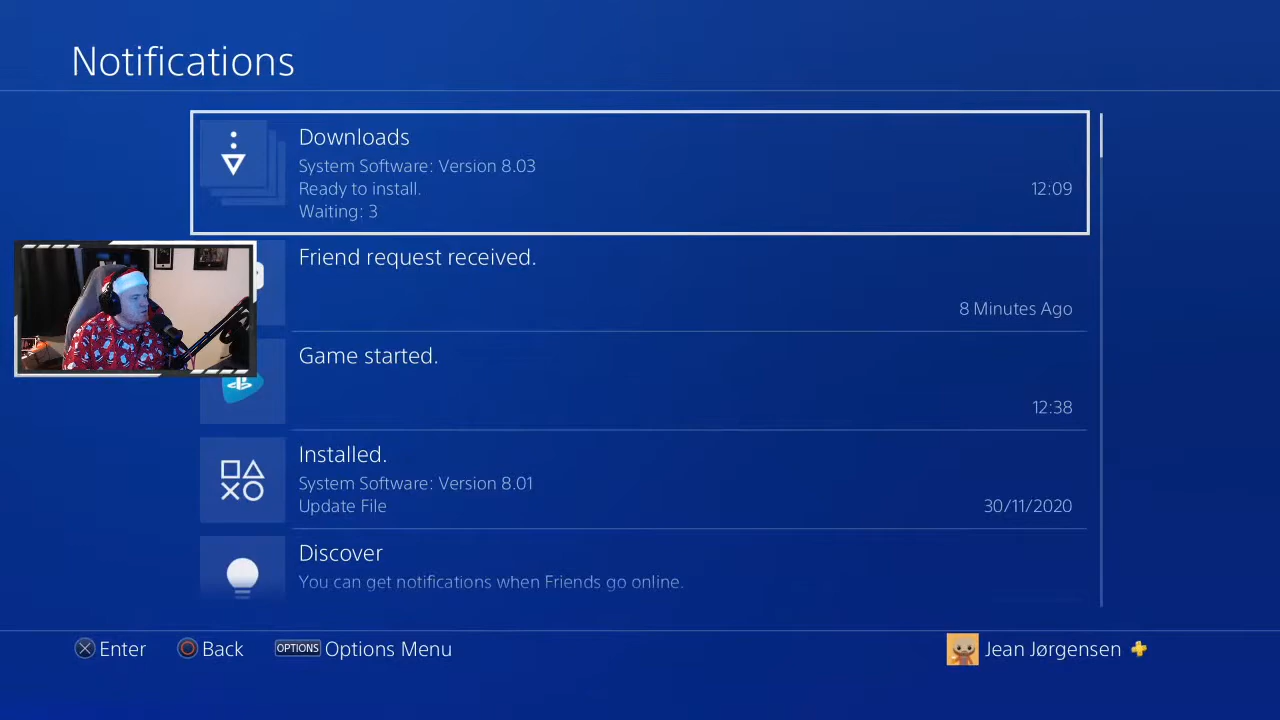 Notifications
Downloads
System Software: Version 8.03
Ready to install.
12:09
Waiting: 3
Friend request received.
8 Minutes Ago
Game started.
12:38
Installed.
System Software: Version 8.01
Update File
30/11/2020
Discover
You can get notifications when Friends go online.
Enter
Back
OPTIONS Options Menu
Jean Jørgensen